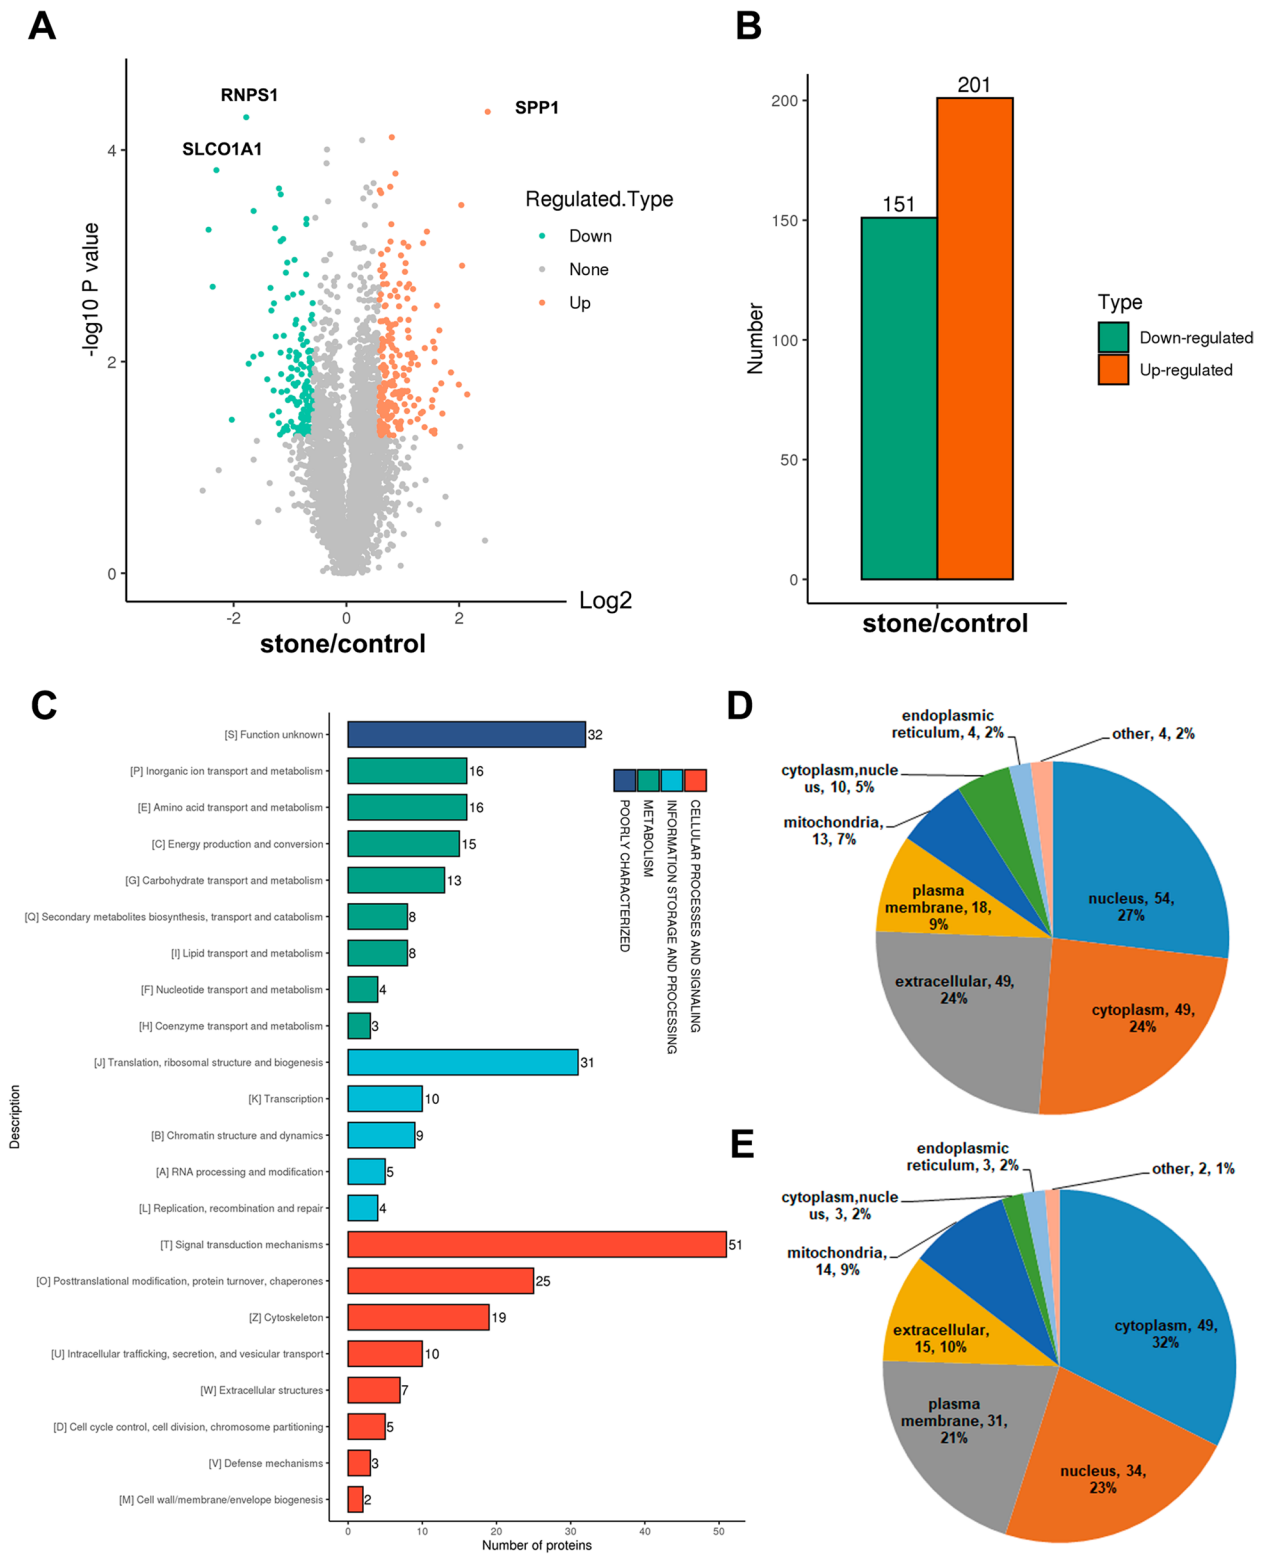 A
RNPS1
SPP1
SLCO1A1
4
2
0
-log10 P value
Regulated.Type
Down
None
Up
-2
0
2
Log2
stone/control
B
201
151
200
150
100
50
0
Number
Type
Down-regulated
Up-regulated
stone/control
C
[S] Function unknown
32
[P] Inorganic ion transport and metabolism
16
[E] Amino acid transport and metabolism
16
[C] Energy production and conversion
15
[G] Carbohydrate transport and metabolism
13
[Q] Secondary metabolites biosynthesis, transport and catabolism
8
[I] Lipid transport and metabolism
8
[F] Nucleotide transport and metabolism
4
[H] Coenzyme transport and metabolism
3
[J] Translation, ribosomal structure and biogenesis
31
[K] Transcription
10
[B] Chromatin structure and dynamics
9
[A] RNA processing and modification
5
[L] Replication, recombination and repair
4
[T] Signal transduction mechanisms
51
[O] Posttranslational modification, protein turnover, chaperones
25
[Z] Cytoskeleton
19
[U] Intracellular trafficking, secretion, and vesicular transport
10
[W] Extracellular structures
7
[D] Cell cycle control, cell division, chromosome partitioning
5
[V] Defense mechanisms
3
[M] Cell wall/membrane/envelope biogenesis
2
Description
0
10
20
30
40
50
Number of proteins
POORLY CHARACTERIZED
METABOLISM
INFORMATION STORAGE AND PROCESSING
CELLULAR PROCESSES AND SIGNALING
D
endoplasmic
reticulum, 4, 2%
other, 4, 2%
cytoplasm,nucle
us, 10, 5%
mitochondria,
13, 7%
plasma
membrane, 18,
9%
nucleus, 54,
27%
extracellular, 49,
24%
cytoplasm, 49,
24%
E
endoplasmic
reticulum, 3, 2%
other, 2, 1%
cytoplasm,nucle
us, 3, 2%
mitochondria,
14, 9%
extracellular,
15, 10%
cytoplasm, 49,
32%
plasma
membrane, 31,
21%
nucleus, 34,
23%